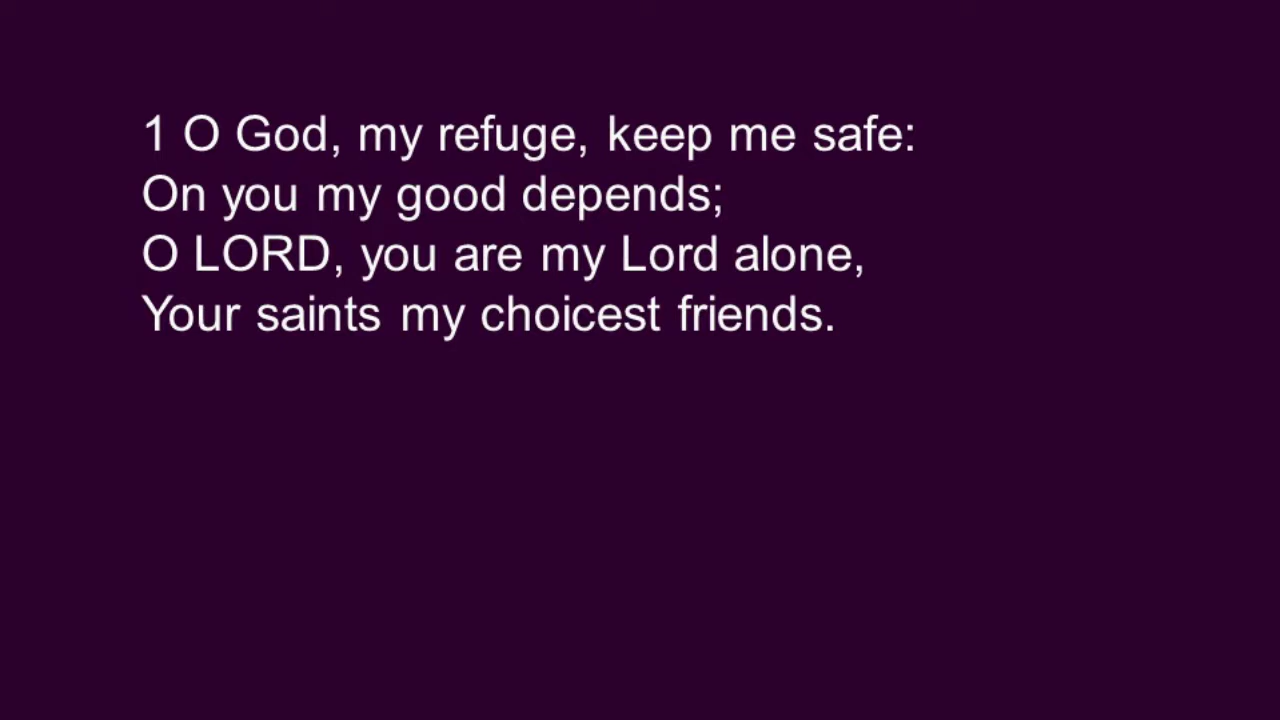 1 O God, my refuge, keep me safe:
On you my good depends;
O LORD, you are my Lord alone,
Your saints my choicest friends.